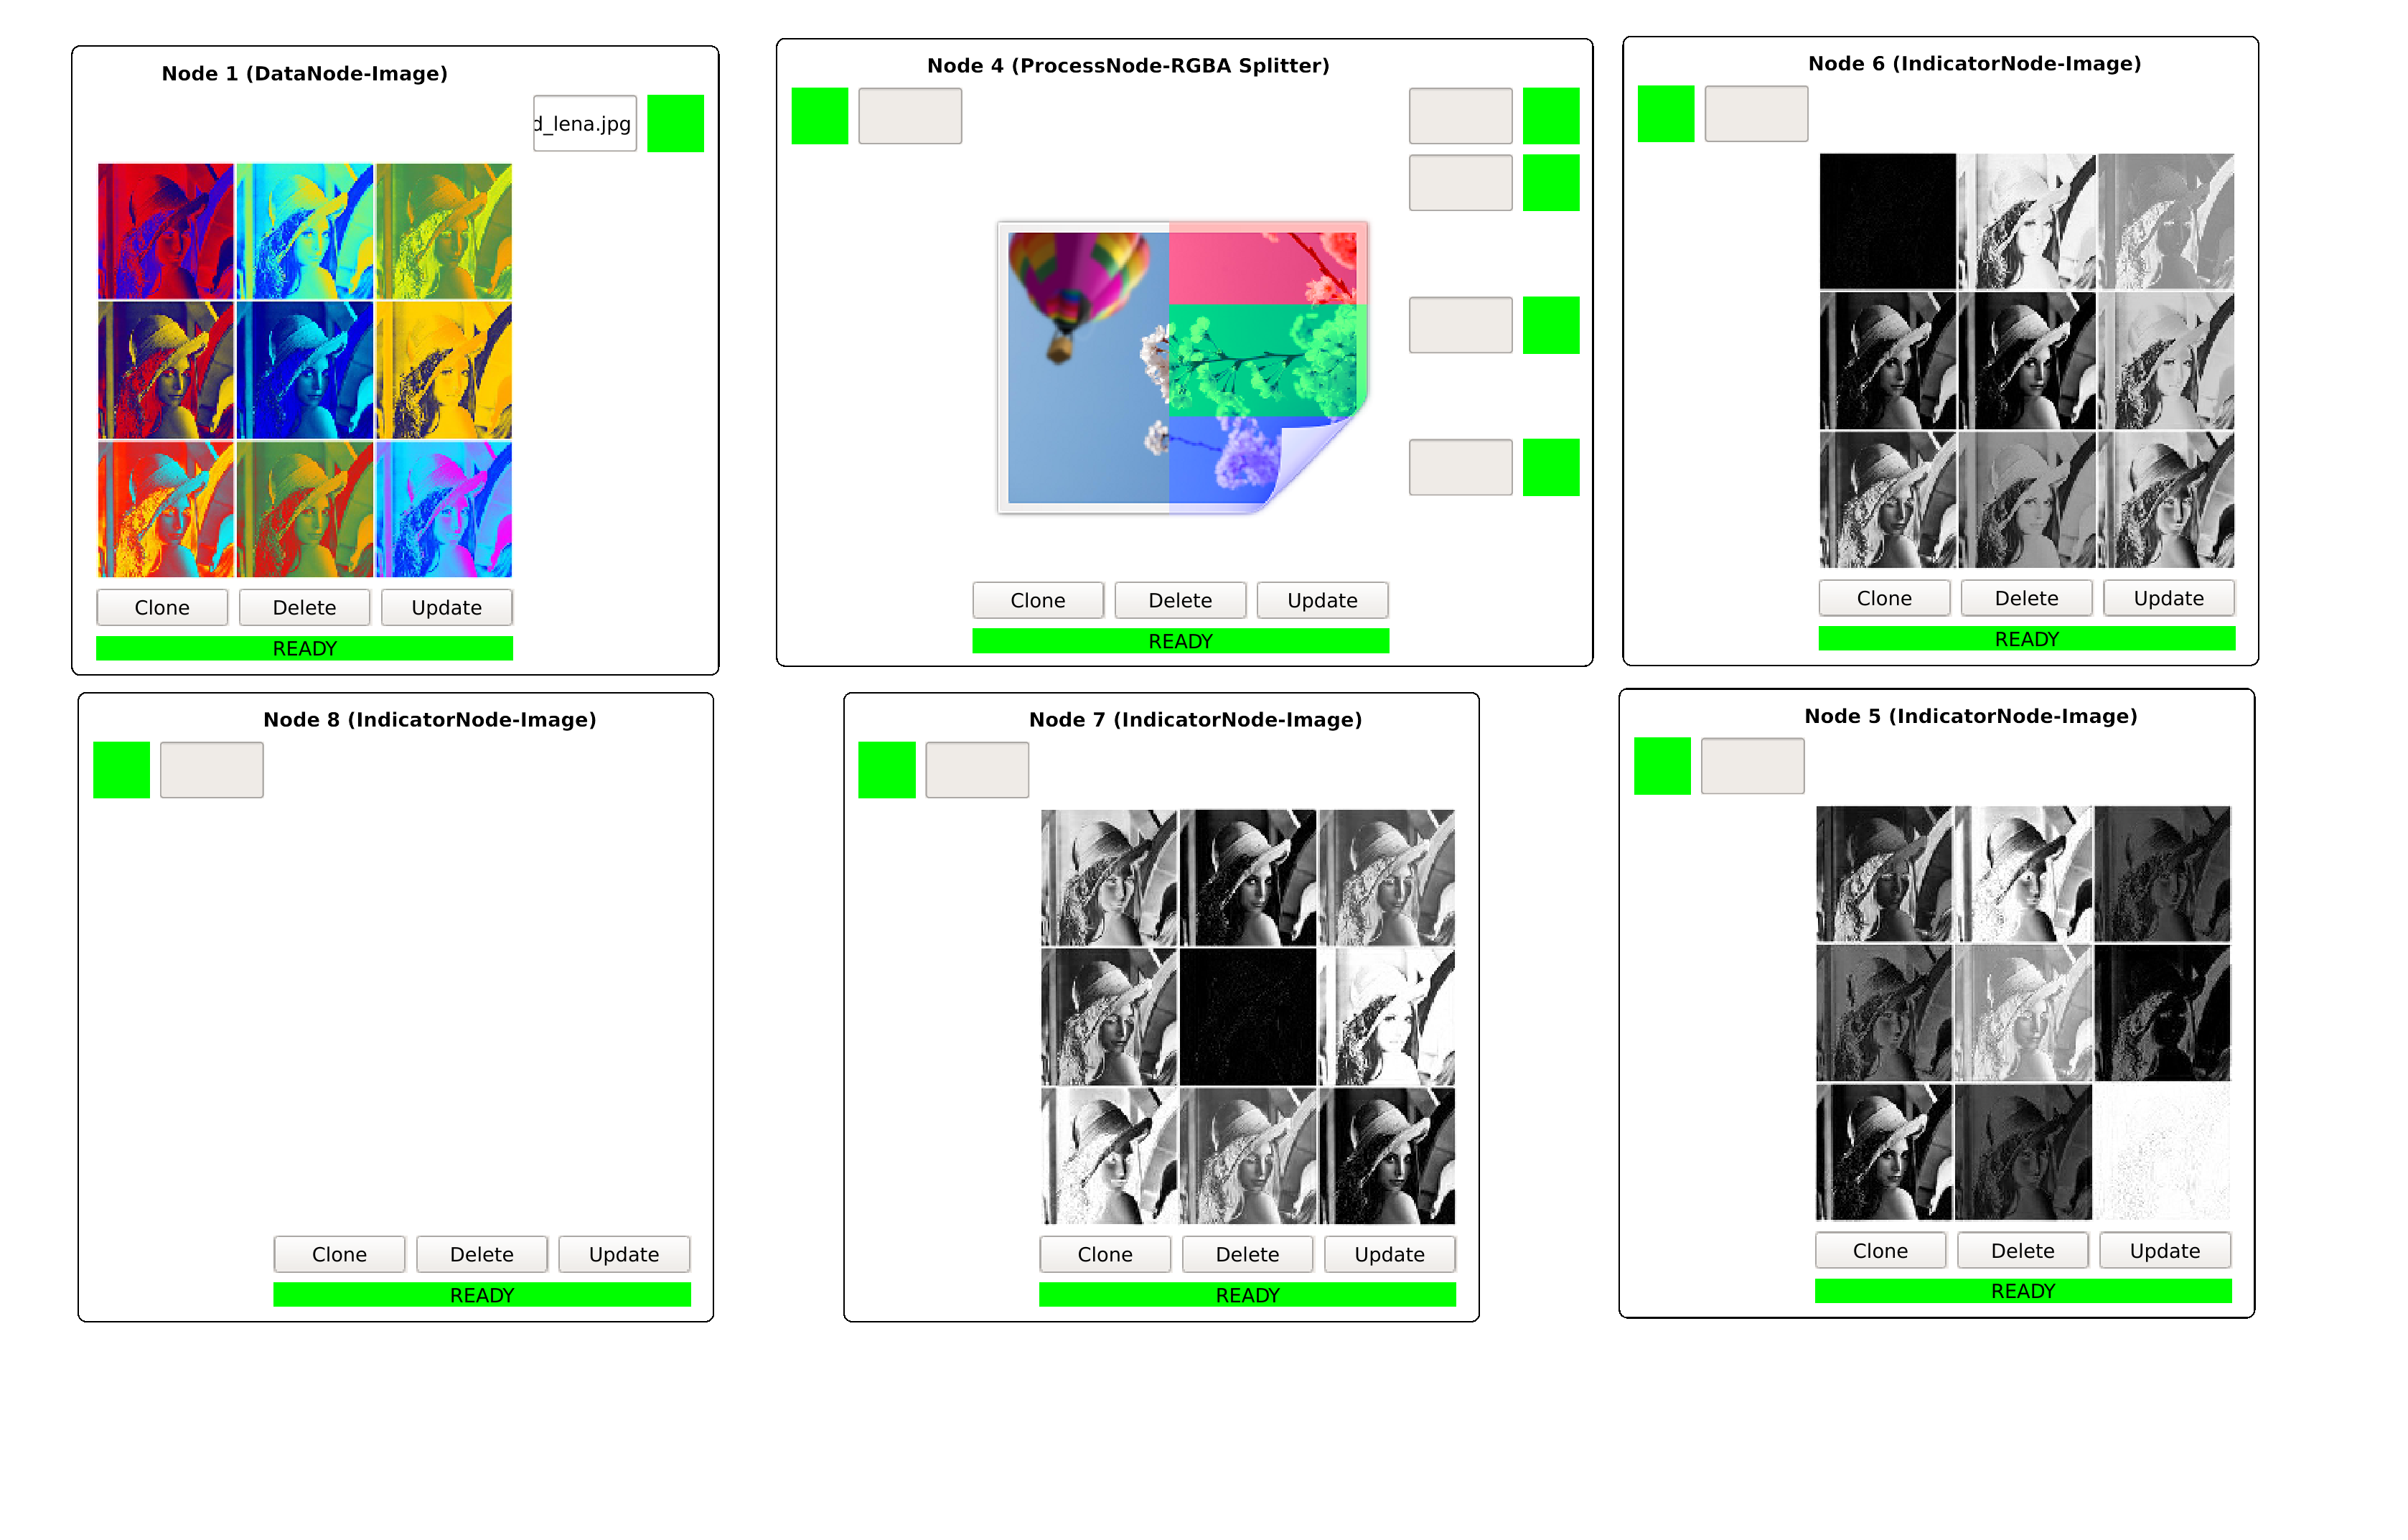 Node 1 (DataNode-Image)
d_lena.jpg
Clone Delete Update
READY
Node 4 (ProcessNode-RGBA Splitter)
Clone Delete Update
READY
Node 6 (IndicatorNode-Image)
Clone Delete Update
READY
Node 8 (IndicatorNode-Image)
Clone Delete Update
READY
Node 7 (IndicatorNode-Image)
Clone Delete Update
READY
Node 5 (IndicatorNode-Image)
Clone Delete Update
READY